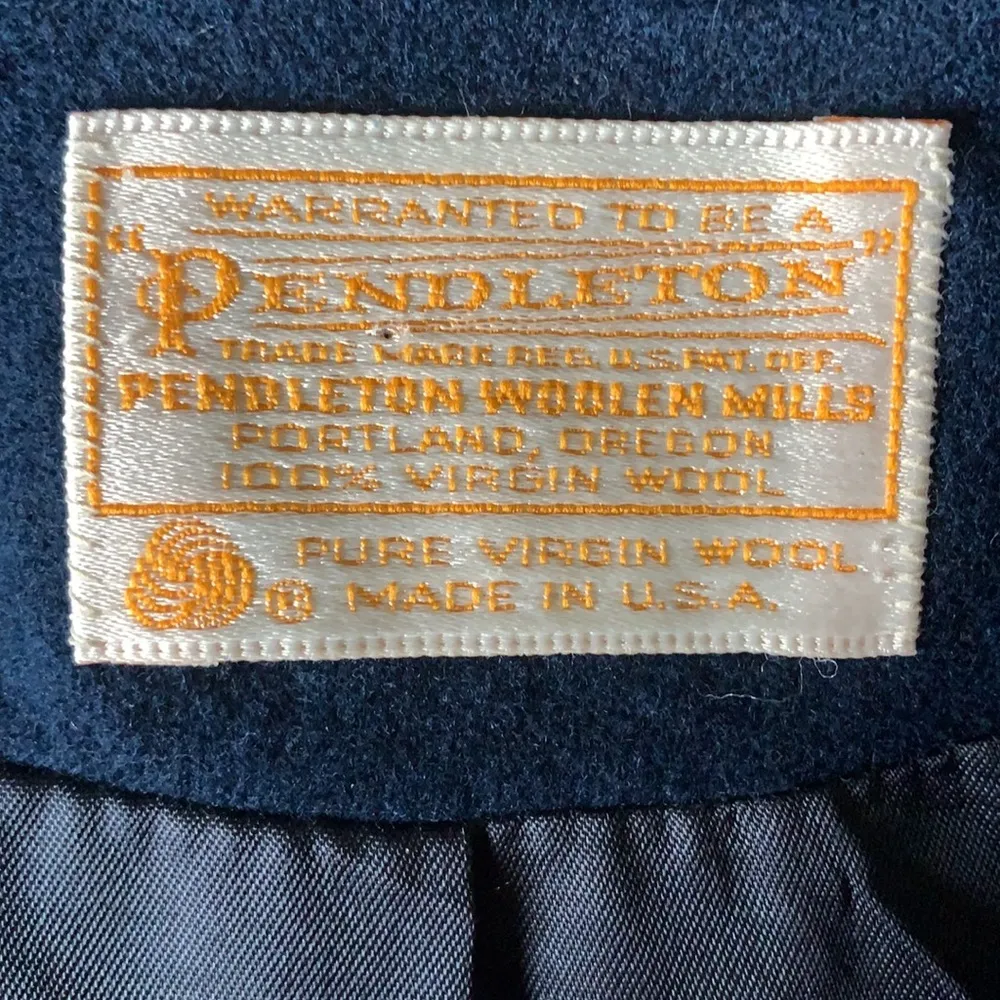 WARRANTED TO BE A
"PENDLETON"
TRADE MARK REG. U.S. PAT. OFF.
PENDLETON WOOLEN MILLS
PORTLAND, OREGON
100% VIRGIN WOOL
PURE VIRGIN WOOL
® MADE IN U.S.A.